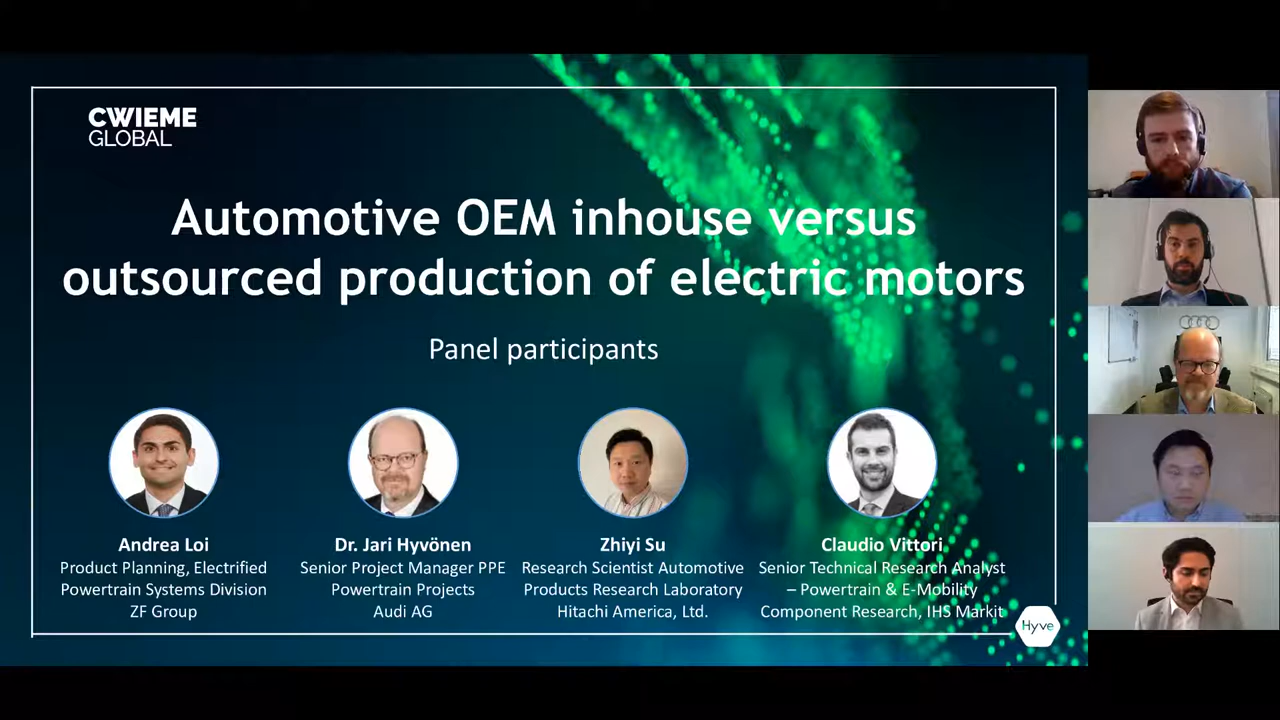 CWIEME
GLOBAL
Automotive OEM inhouse versus
outsourced production of electric motors
Panel participants
Andrea Loi
Product Planning, Electrified
Powertrain Systems Division
ZF Group
Dr. Jari Hyvönen
Senior Project Manager PPE
Powertrain Projects
Audi AG
Zhiyi Su
Research Scientist Automotive
Products Research Laboratory
Hitachi America, Ltd.
Claudio Vittori
Senior Technical Research Analyst
– Powertrain & E-Mobility
Component Research, IHS Markit
Hyve